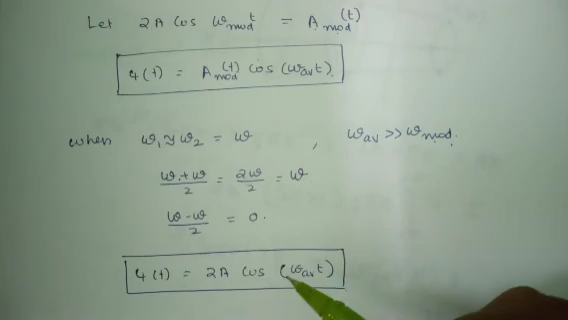 Let 2A cos ω_mod t = A_mod (t)
ψ(t) = A_mod (t) cos (ω_av t).
when ω₁ ≈ ω₂ = ω , ω_av >> ω_mod.
(ω+ω)/2 = 2ω/2 = ω
(ω-ω)/2 = 0.
ψ(t) = 2A cos (ω_av t)